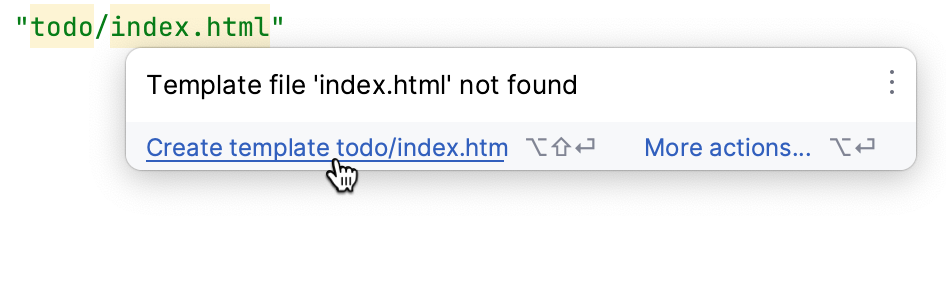 "todo/index.html"
Template file 'index.html' not found
Create template todo/index.htm ⌥⇧↩ More actions... ⌥↩